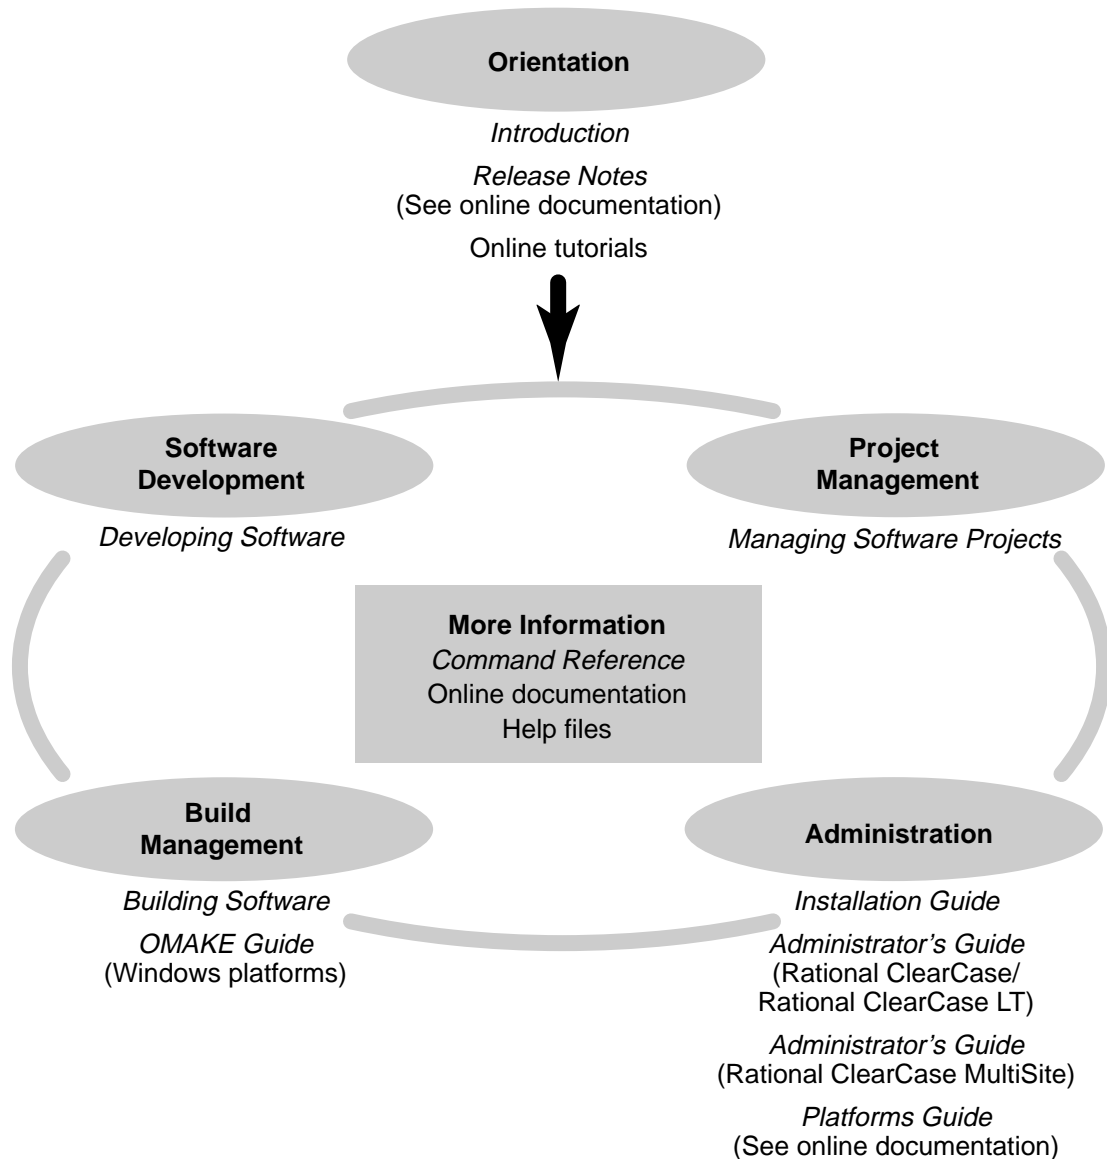 Orientation
Introduction
Release Notes
(See online documentation)
Online tutorials
Software
Development
Developing Software
Project
Management
Managing Software Projects
More Information
Command Reference
Online documentation
Help files
Build
Management
Building Software
OMAKE Guide
(Windows platforms)
Administration
Installation Guide
Administrator's Guide
(Rational ClearCase/
Rational ClearCase LT)
Administrator's Guide
(Rational ClearCase MultiSite)
Platforms Guide
(See online documentation)